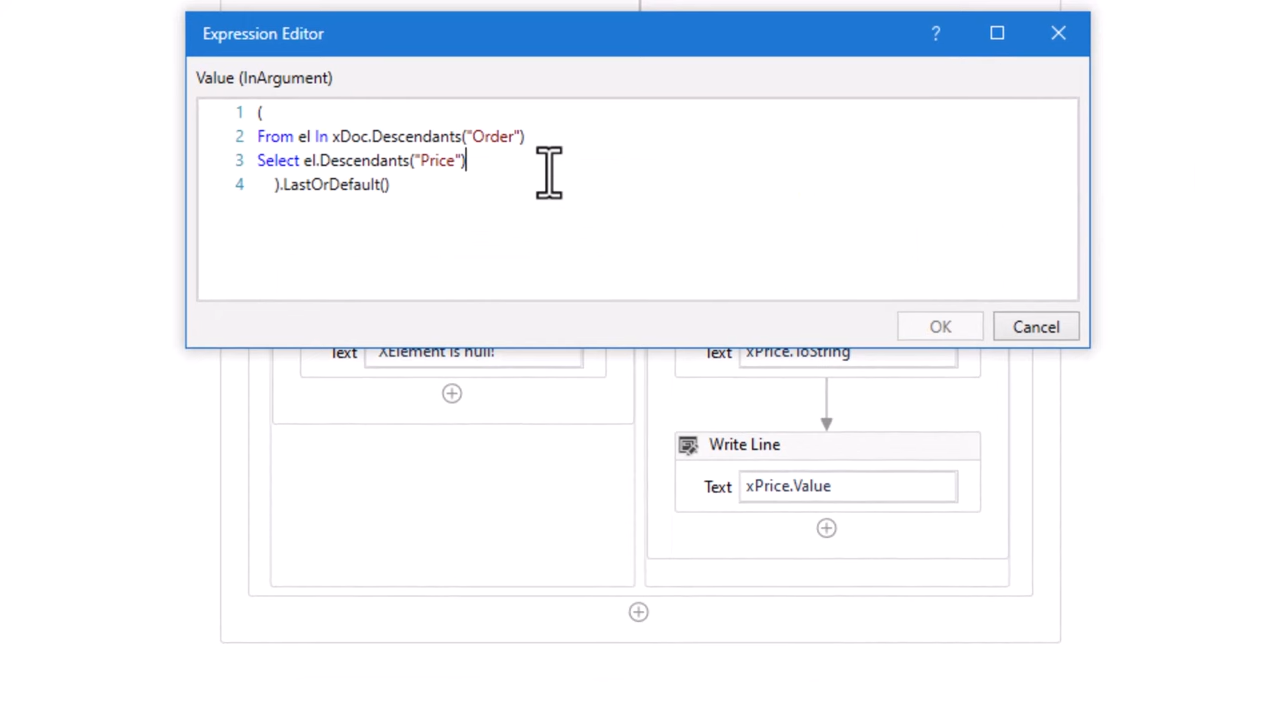 Expression Editor
?
Value (InArgument)
1 (
2 From el In xDoc.Descendants("Order")
3 Select el.Descendants("Price")
4 ).LastOrDefault()
OK
Cancel
Text XElement is null!
Text xPrice.ToString
Write Line
Text xPrice.Value